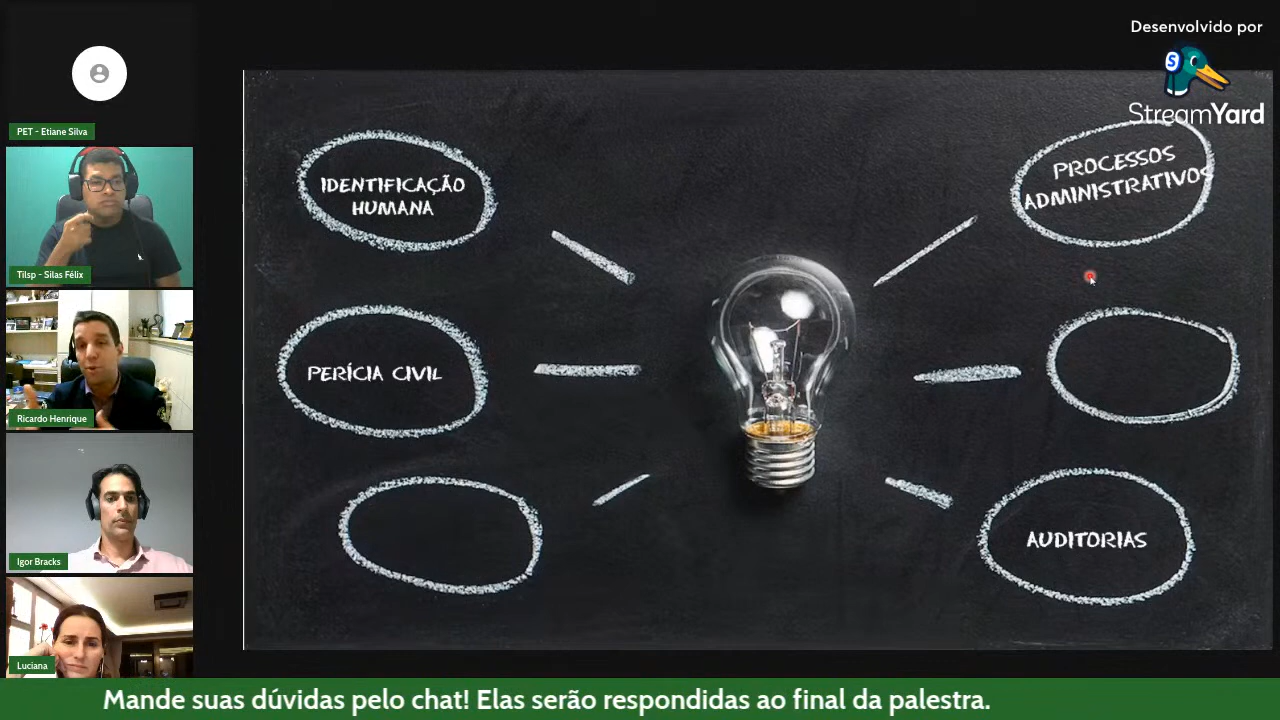 Desenvolvido por
S
StreamYard
PET - Etiane Silva
Tilsp - Silas Félix
Ricardo Henrique
Igor Bracks
Luciana
IDENTIFICAÇÃO
HUMANA
PROCESSOS
ADMINISTRATIVOS
PERÍCIA CIVIL
AUDITORIAS
Mande suas dúvidas pelo chat! Elas serão respondidas ao final da palestra.